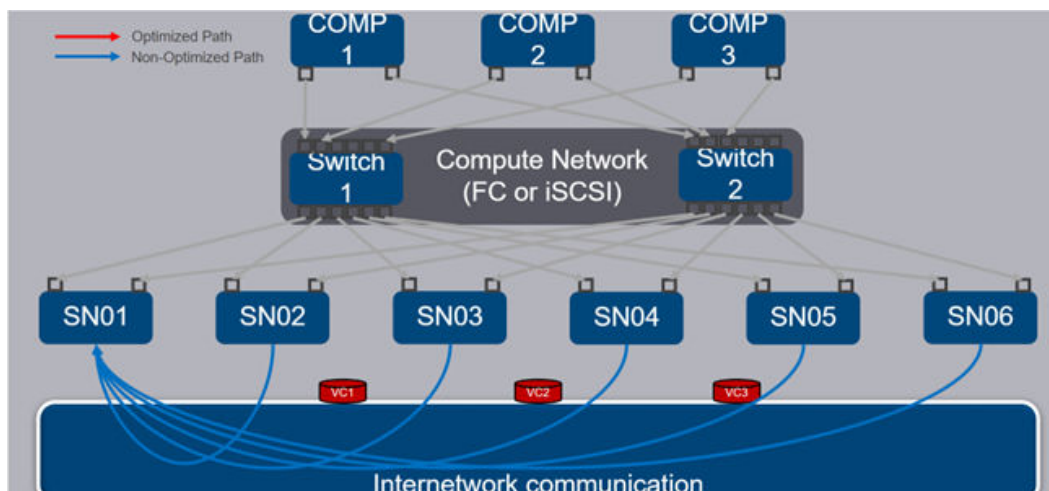 Optimized Path
Non-Optimized Path
COMP
1
COMP
2
COMP
3
Switch
1
Compute Network
(FC or iSCSI)
Switch
2
SN01
SN02
SN03
SN04
SN05
SN06
VC1
VC2
VC3
Internetwork communication